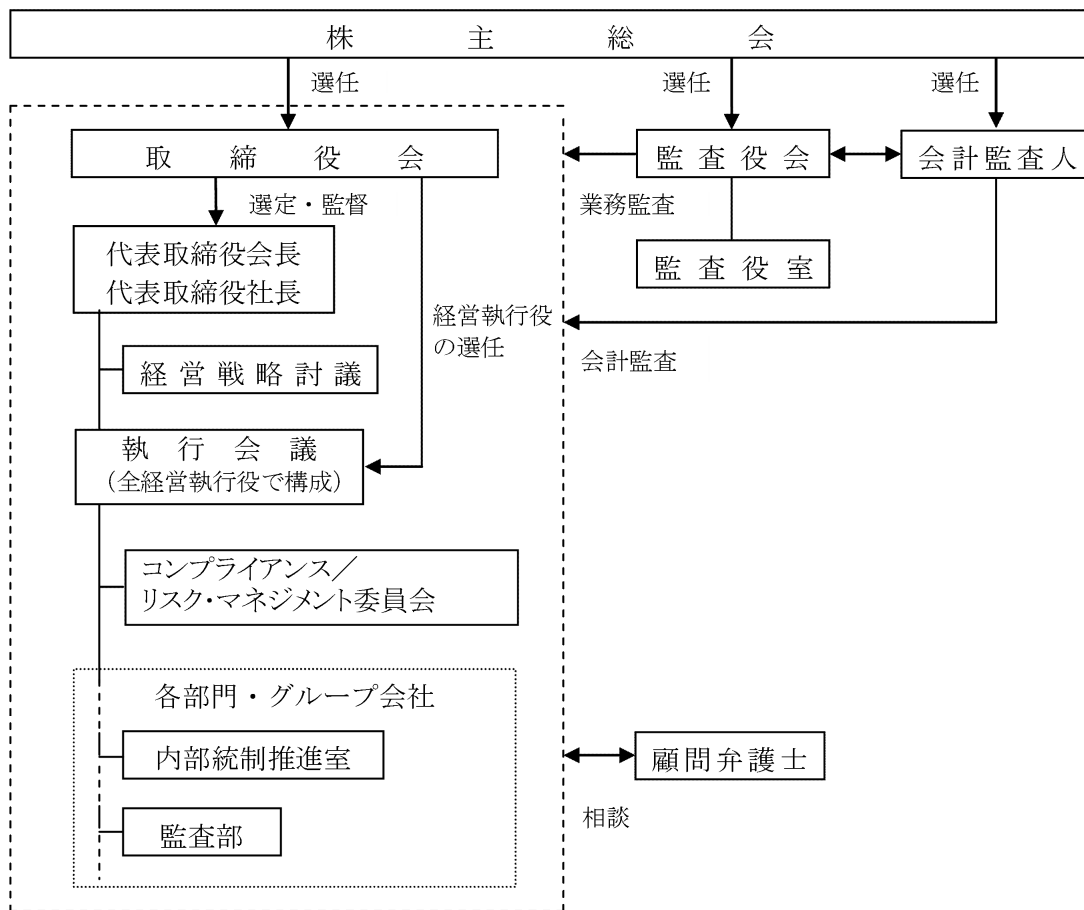 株主総会
選任
選任
選任
取締役会
監査役会
会計監査人
選定・監督
業務監査
代表取締役会長
代表取締役社長
監査役室
経営執行役
の選任
会計監査
経営戦略討議
執行会議
(全経営執行役で構成)
コンプライアンス／
リスク・マネジメント委員会
各部門・グループ会社
内部統制推進室
顧問弁護士
相談
監査部